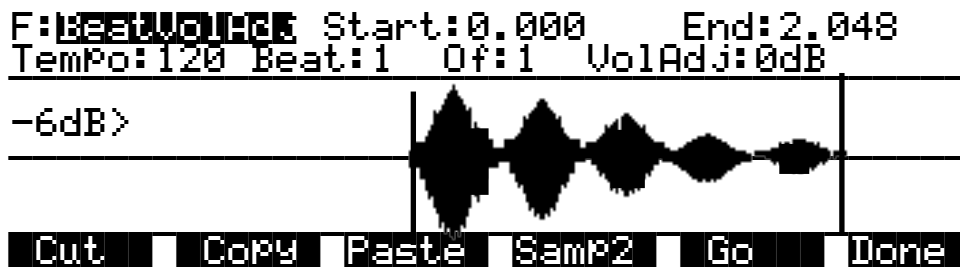 F:BeatVolAdj Start:0.000 End:2.048
Tempo:120 Beat:1 Of:1 VolAdj:0dB
-6dB>
Cut Copy Paste Samp2 Go Done